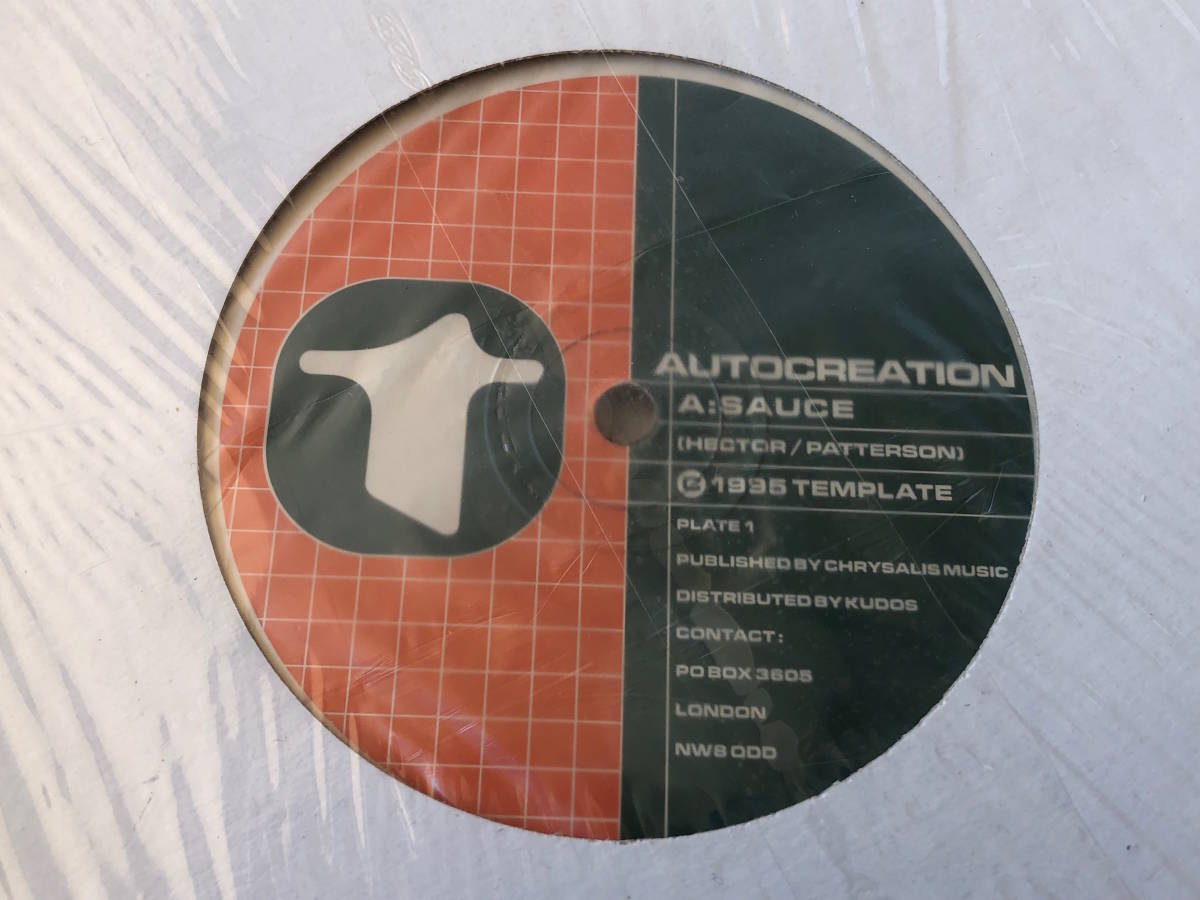 AUTOCREATION
A:SAUCE
(HECTOR / PATTERSON)
℗ 1995 TEMPLATE
PLATE 1
PUBLISHED BY CHRYSALIS MUSIC
DISTRIBUTED BY KUDOS
CONTACT:
PO BOX 3605
LONDON
NW8 0DD